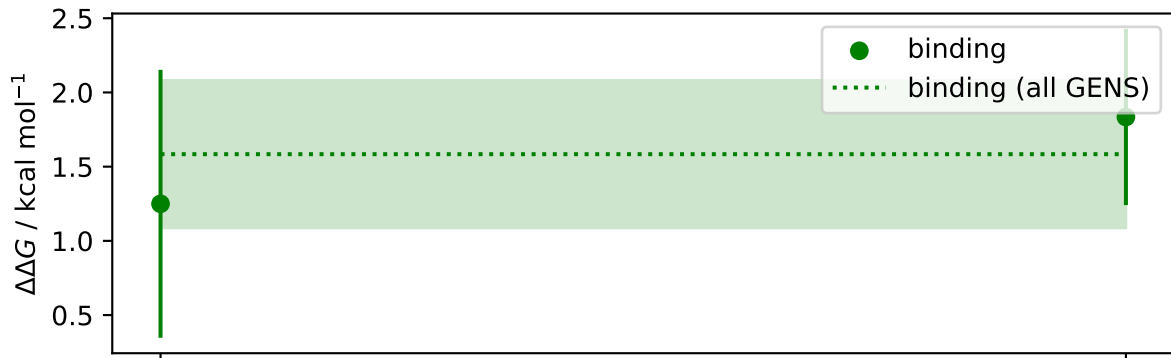 2.5
2.0
1.5
1.0
0.5
ΔΔG / kcal mol⁻¹
binding
binding (all GENS)